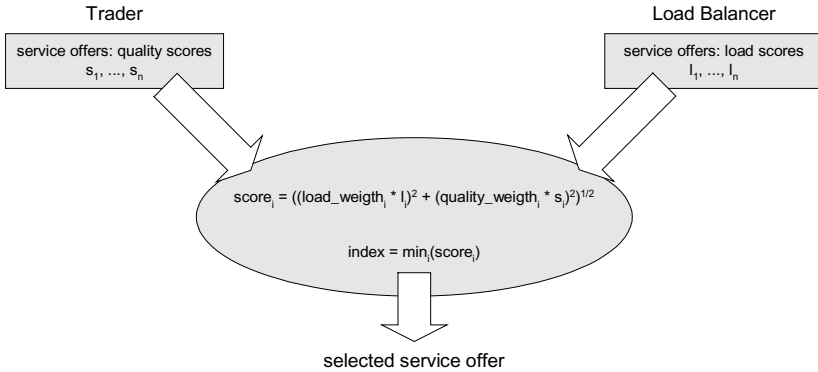 Trader
Load Balancer
service offers: quality scores
s₁, ..., sₙ
service offers: load scores
l₁, ..., lₙ
scoreᵢ = ((load_weigthᵢ * lᵢ)² + (quality_weigthᵢ * sᵢ)²)¹/²
index = minᵢ(scoreᵢ)
selected service offer